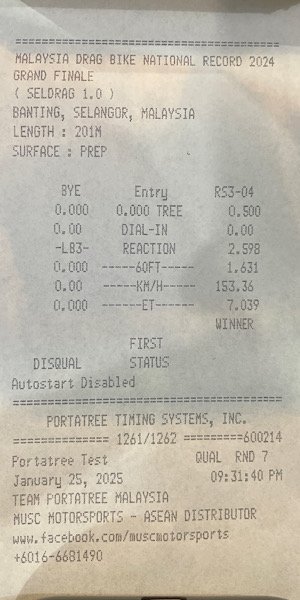 ========================================
MALAYSIA DRAG BIKE NATIONAL RECORD 2024
GRAND FINALE
( SELDRAG 1.0 )
BANTING, SELANGOR, MALAYSIA
LENGTH : 201M
SURFACE : PREP
BYE Entry RS3-04
0.000 0.000 TREE 0.500
0.00 DIAL-IN 0.00
-LB3- REACTION 2.598
0.000 ------60FT------ 1.631
0.00 ------KM/H------ 153.36
0.000 -------ET------- 7.039
WINNER
FIRST
DISQUAL STATUS
Autostart Disabled
========================================
PORTATREE TIMING SYSTEMS, INC.
============== 1261/1262 =========600214
Portatree Test QUAL RND 7
January 25, 2025 09:31:40 PM
TEAM PORTATREE MALAYSIA
MUSC MOTORSPORTS - ASEAN DISTRIBUTOR
www.facebook.com/muscmotorsports
+6016-6681490